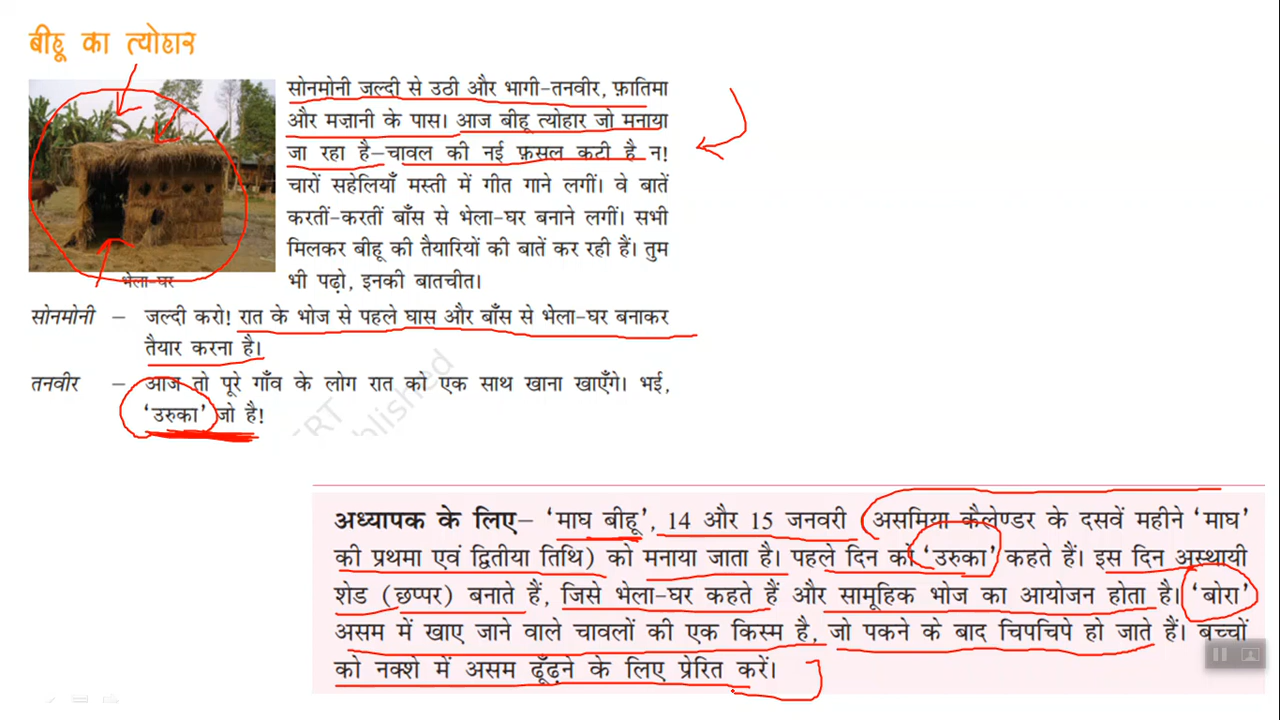 बीहू का त्योहार
सोनमोनी जल्दी से उठी और भागी-तनवीर, फ़ातिमा
और मज़ानी के पास। आज बीहू त्योहार जो मनाया
जा रहा है—चावल की नई फ़सल कटी है न!
चारों सहेलियाँ मस्ती में गीत गाने लगीं। वे बातें
करतीं-करतीं बाँस से भेला-घर बनाने लगीं। सभी
मिलकर बीहू की तैयारियों की बातें कर रही हैं। तुम
भी पढ़ो, इनकी बातचीत।
भेला-घर
सोनमोनी – जल्दी करो! रात के भोज से पहले घास और बाँस से भेला-घर बनाकर
तैयार करना है।
तनवीर – आज तो पूरे गाँव के लोग रात को एक साथ खाना खाएँगे। भई,
‘उरुका’ जो है!
अध्यापक के लिए– ‘माघ बीहू’, 14 और 15 जनवरी (असमिया कैलेण्डर के दसवें महीने ‘माघ’
की प्रथमा एवं द्वितीया तिथि) को मनाया जाता है। पहले दिन को ‘उरुका’ कहते हैं। इस दिन अस्थायी
शेड (छप्पर) बनाते हैं, जिसे भेला-घर कहते हैं और सामूहिक भोज का आयोजन होता है। ‘बोरा’
असम में खाए जाने वाले चावलों की एक किस्म है, जो पकने के बाद चिपचिपे हो जाते हैं। बच्चों
को नक्शे में असम ढूँढ़ने के लिए प्रेरित करें।